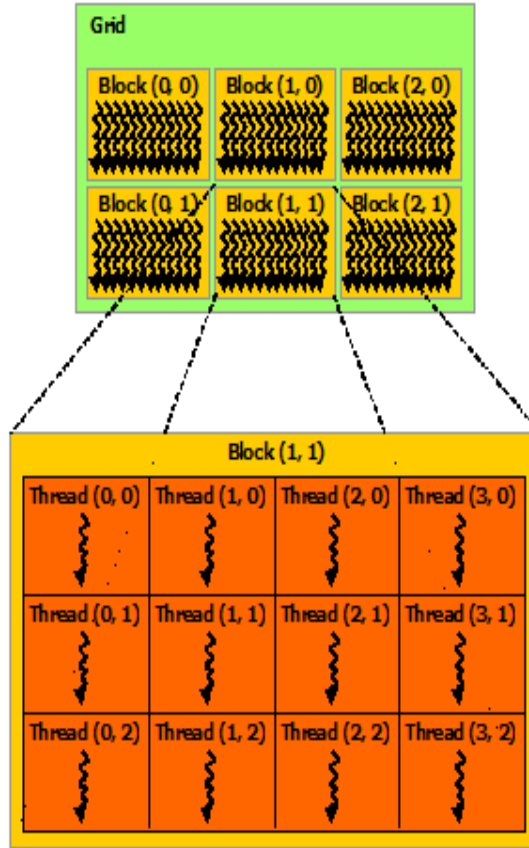 Grid
Block (0, 0) Block (1, 0) Block (2, 0)
Block (0, 1) Block (1, 1) Block (2, 1)
Block (1, 1)
Thread (0, 0) Thread (1, 0) Thread (2, 0) Thread (3, 0)
Thread (0, 1) Thread (1, 1) Thread (2, 1) Thread (3, 1)
Thread (0, 2) Thread (1, 2) Thread (2, 2) Thread (3, 2)